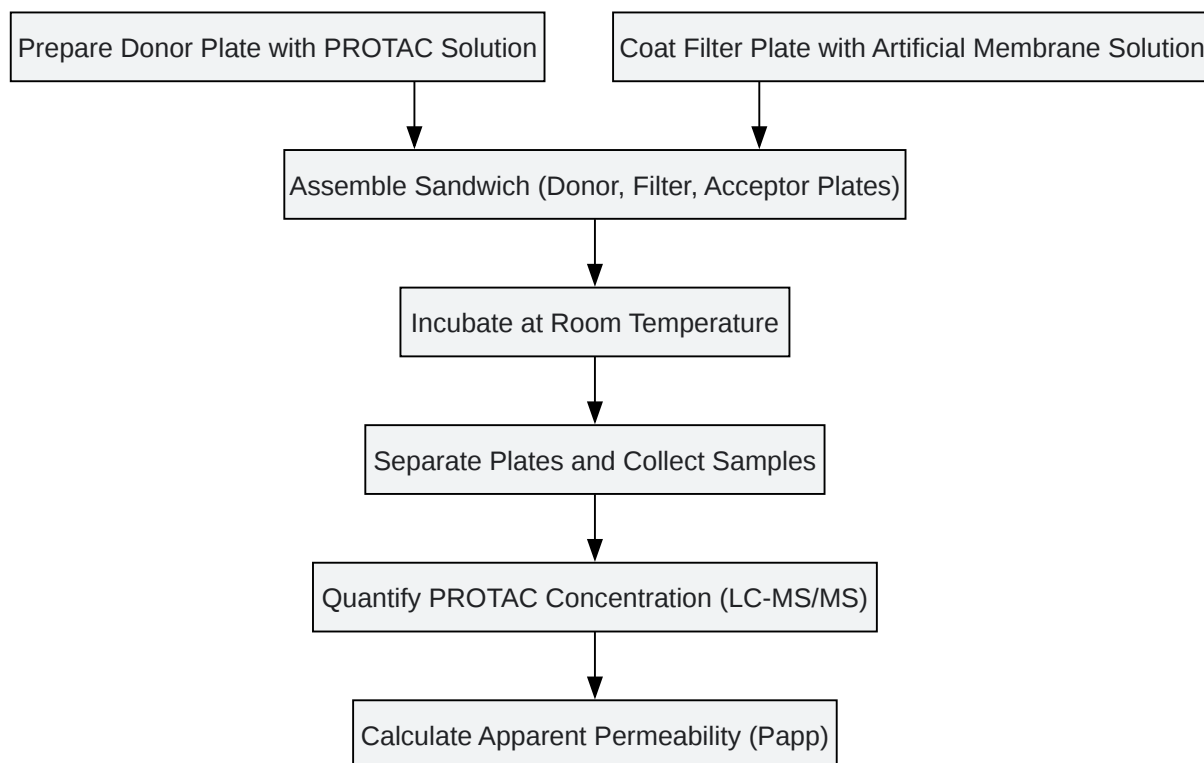 Prepare Donor Plate with PROTAC Solution
Coat Filter Plate with Artificial Membrane Solution
Assemble Sandwich (Donor, Filter, Acceptor Plates)
Incubate at Room Temperature
Separate Plates and Collect Samples
Quantify PROTAC Concentration (LC-MS/MS)
Calculate Apparent Permeability (Papp)